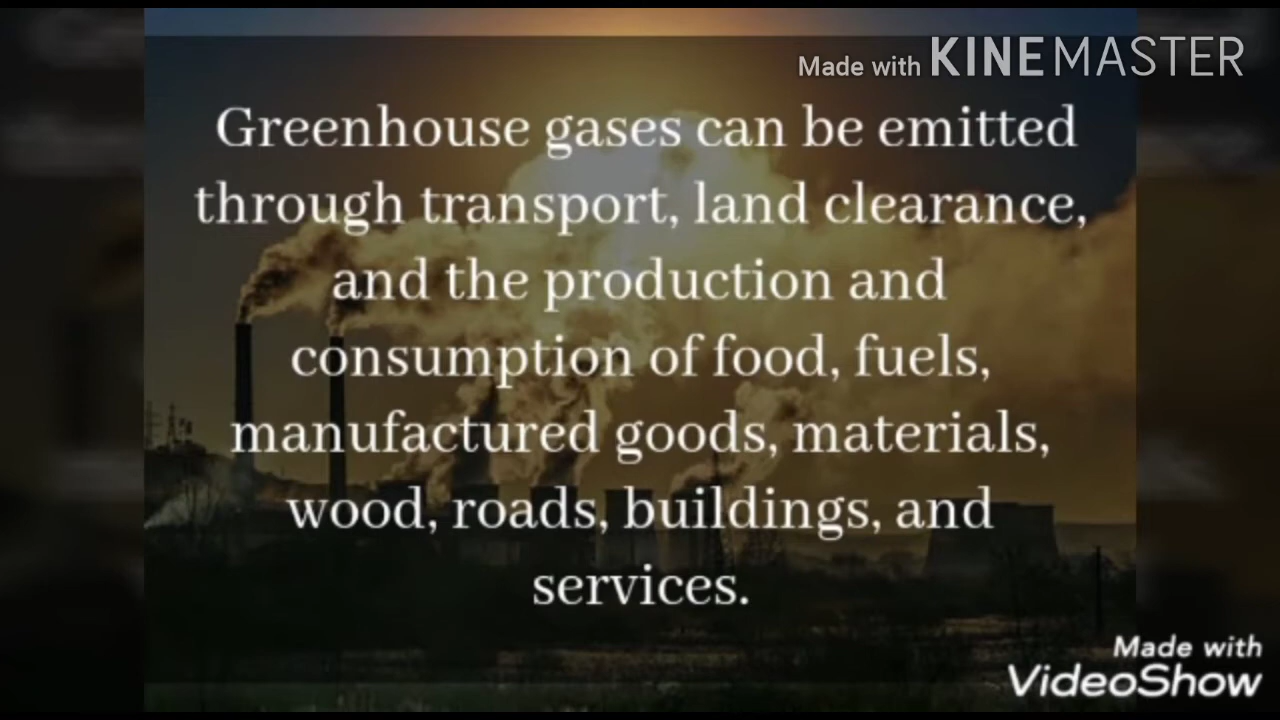 Made with KINEMASTER
Greenhouse gases can be emitted
through transport, land clearance,
and the production and
consumption of food, fuels,
manufactured goods, materials,
wood, roads, buildings, and
services.
Made with
VideoShow